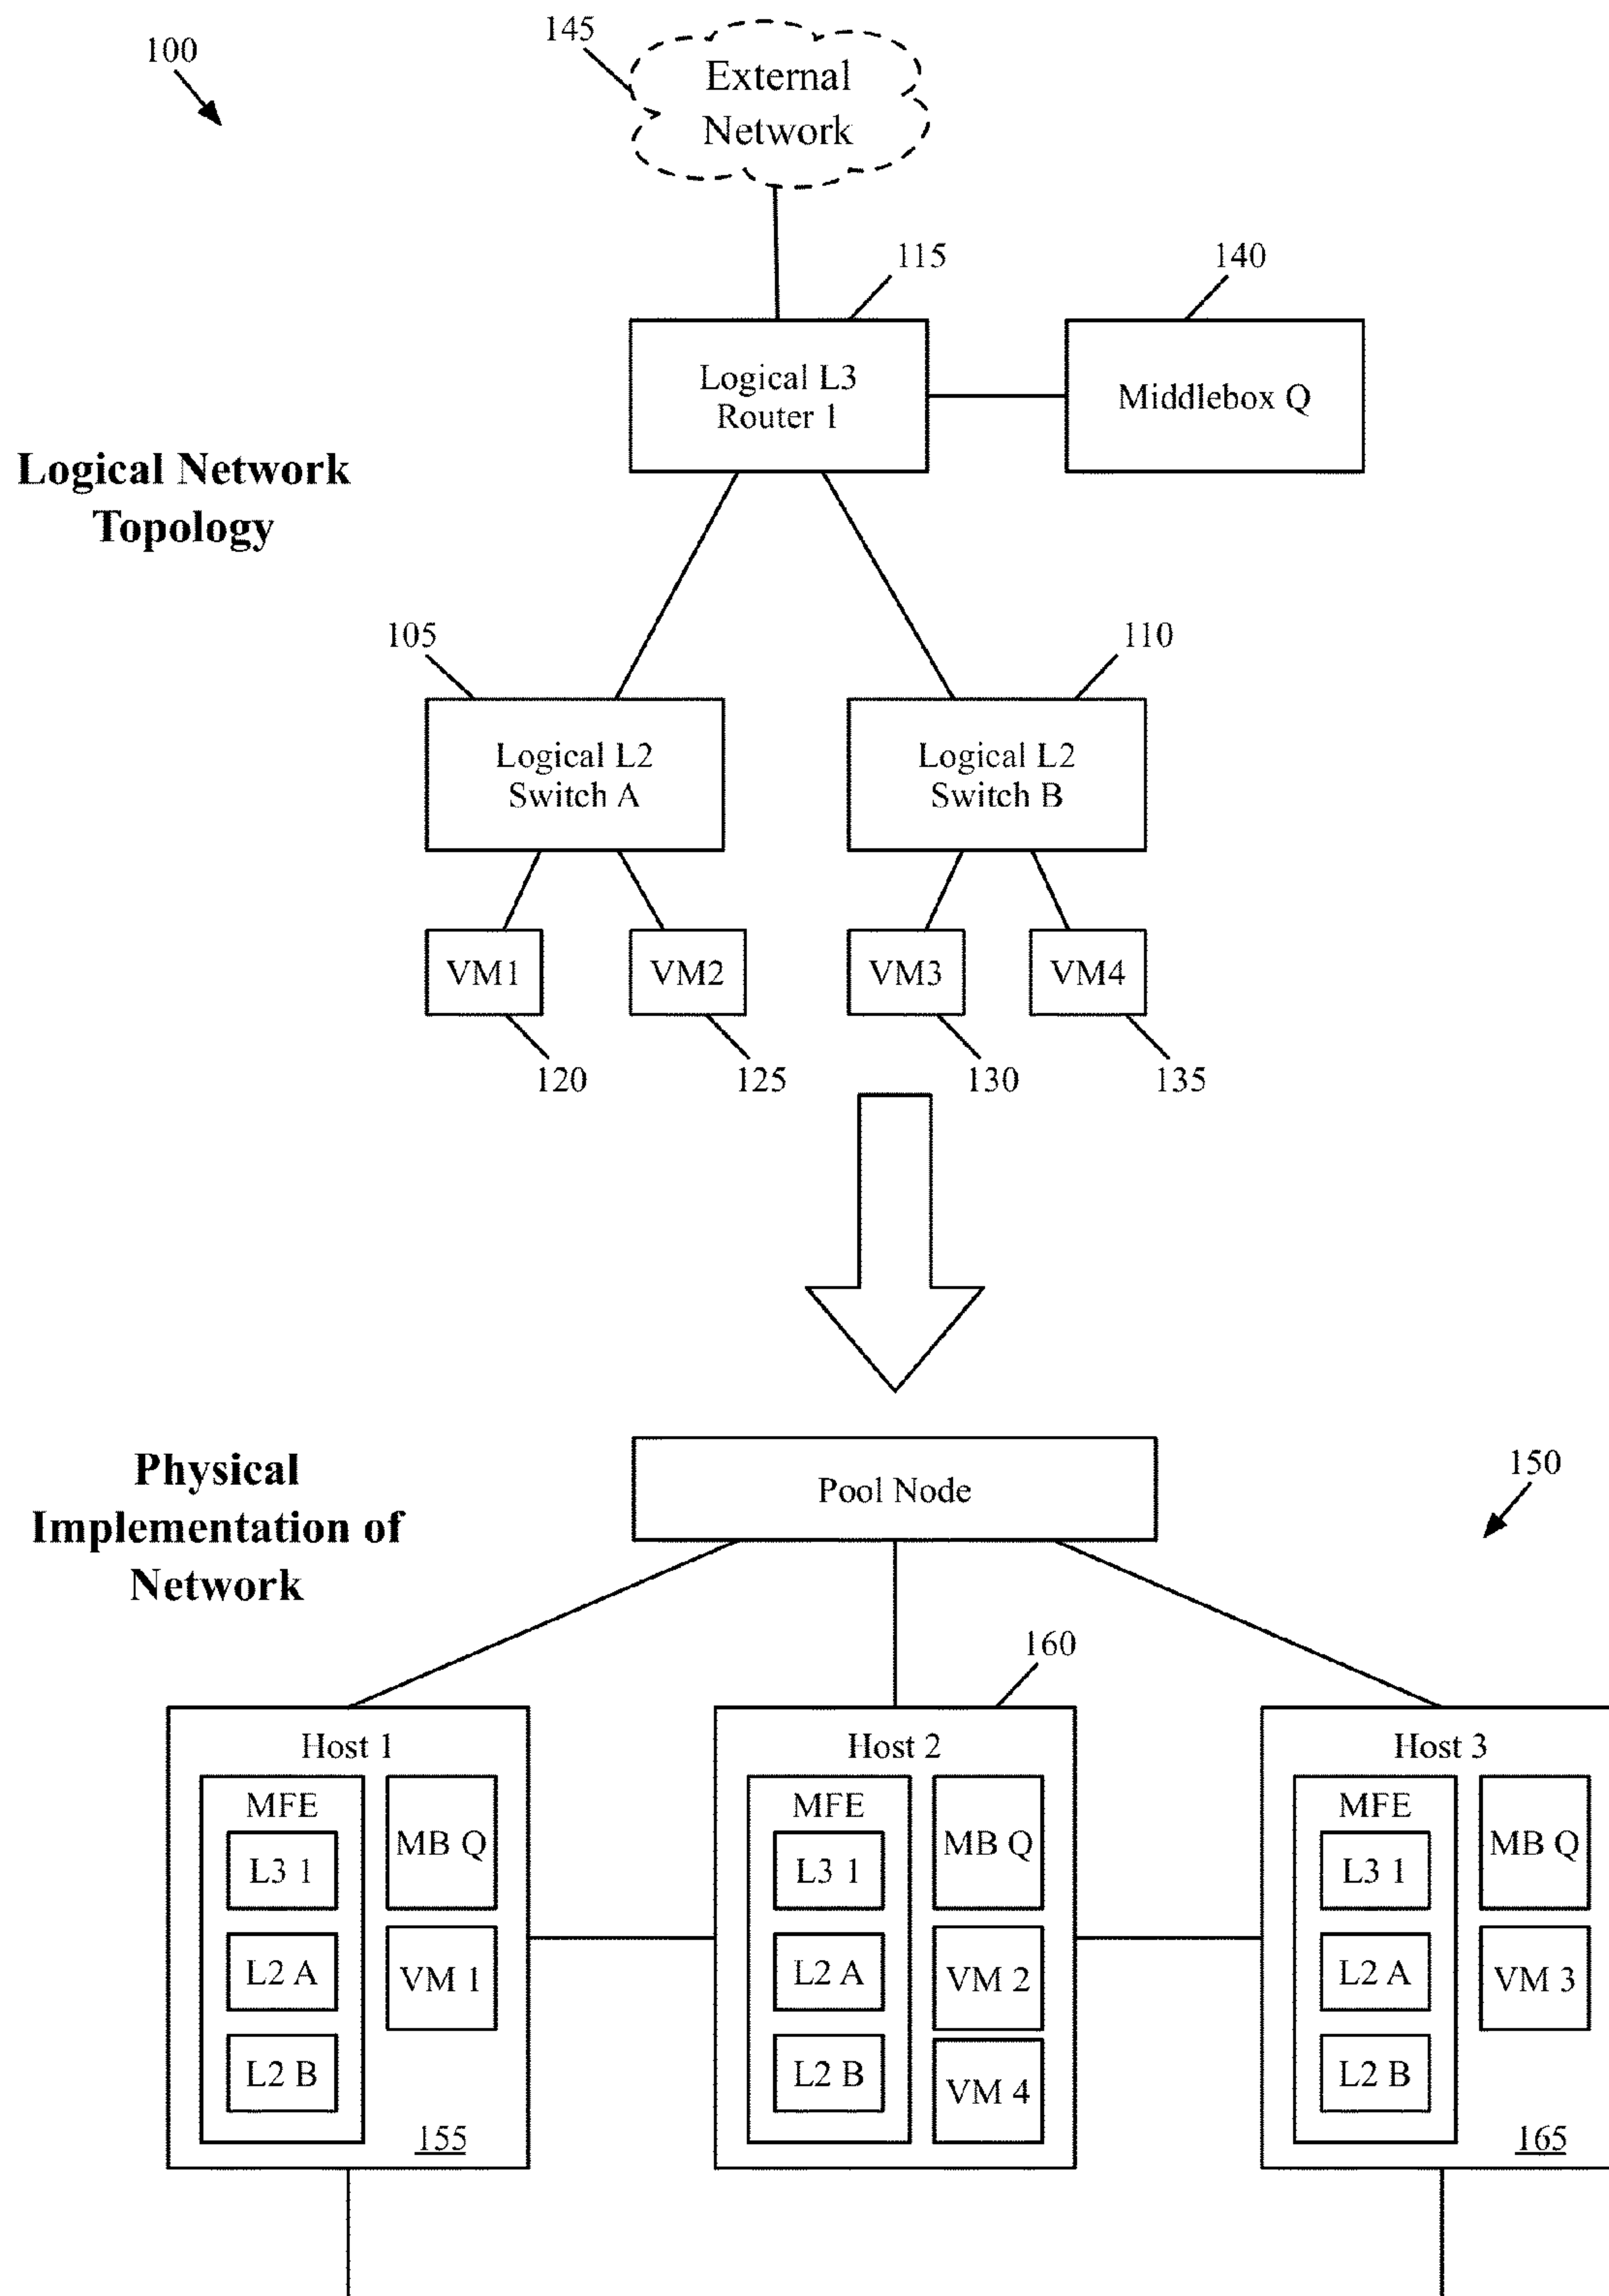 145
100
External
Network
115
140
Logical L3
Router 1
Middlebox Q
Logical Network
Topology
105
110
Logical L2
Switch A
Logical L2
Switch B
VM1
VM2
VM3
VM4
120
125
130
135
Physical
Implementation of
Network
Pool Node
150
160
Host 1
MFE
L3 1
L2 A
L2 B
MB Q
VM 1
155
Host 2
MFE
L3 1
L2 A
L2 B
MB Q
VM 2
VM 4
Host 3
MFE
L3 1
L2 A
L2 B
MB Q
VM 3
165